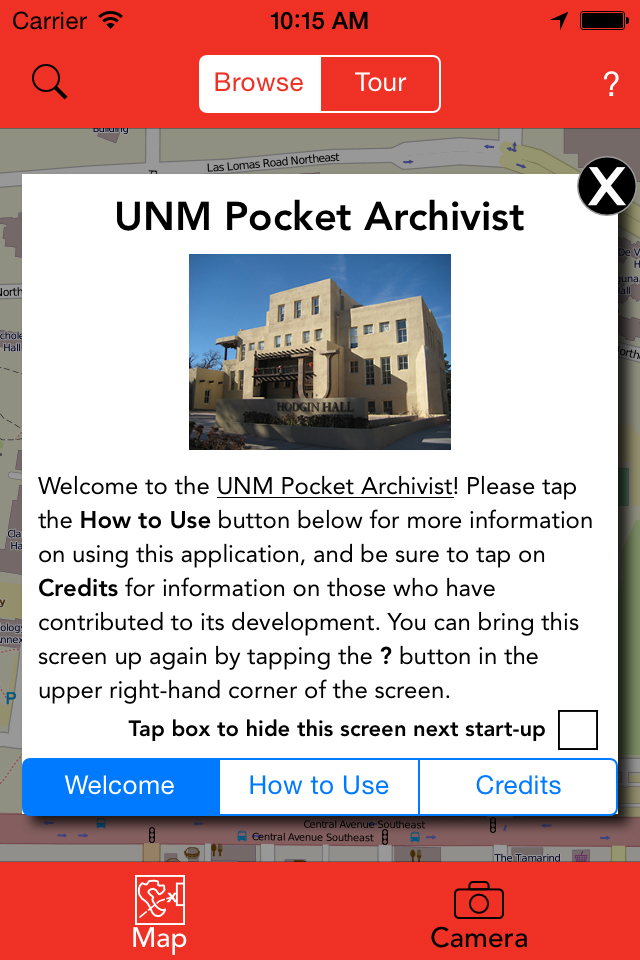 Carrier 10:15 AM
Browse Tour ?
Building
Las Lomas Road Northeast
X
UNM Pocket Archivist
HODGIN HALL
Welcome to the UNM Pocket Archivist! Please tap
the How to Use button below for more information
on using this application, and be sure to tap on
Credits for information on those who have
contributed to its development. You can bring this
screen up again by tapping the ? button in the
upper right-hand corner of the screen.
Tap box to hide this screen next start-up
Welcome How to Use Credits
P
Central Avenue Southeast
Central Avenue Southeast
The Tamarind
Map Camera